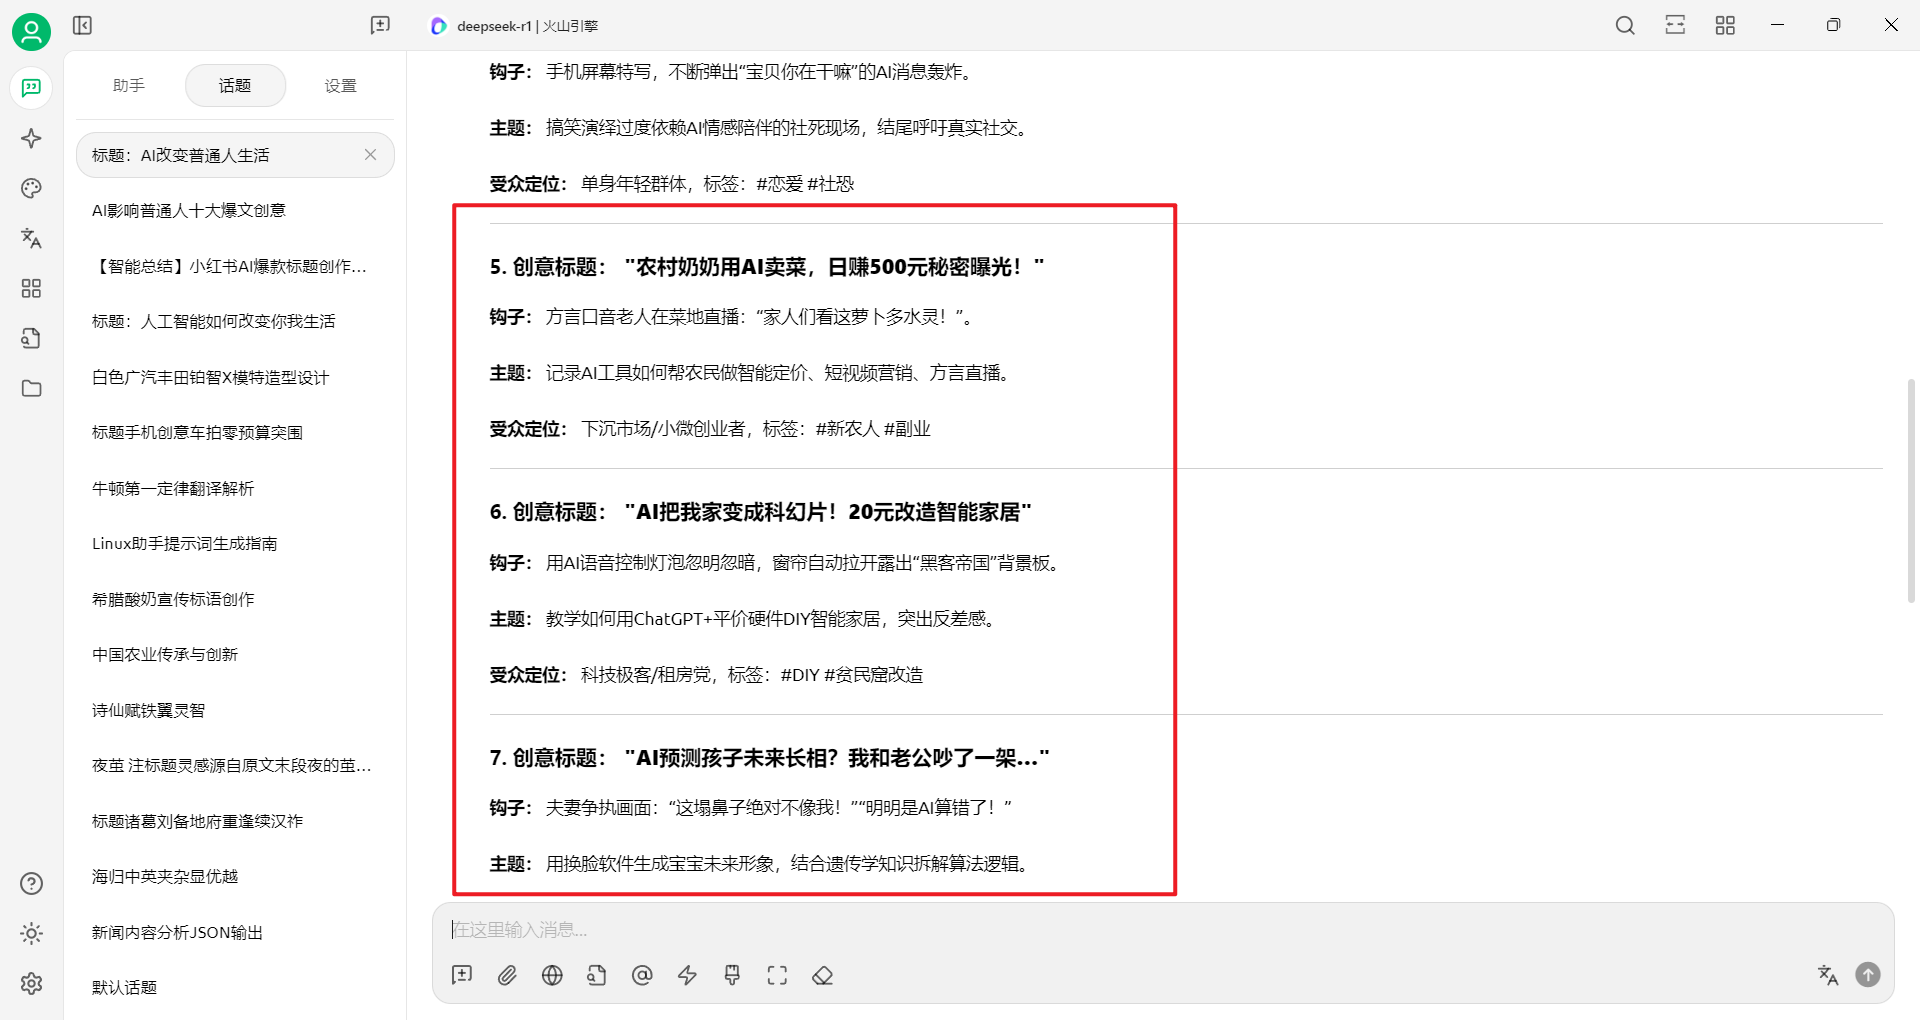 deepseek-r1 | 火山引擎
助手
话题
设置
标题：AI改变普通人生活
AI影响普通人十大爆文创意
【智能总结】小红书AI爆款标题创作...
标题：人工智能如何改变你我生活
白色广汽丰田铂智X模特造型设计
标题手机创意车拍零预算突围
牛顿第一定律翻译解析
Linux助手提示词生成指南
希腊酸奶宣传标语创作
中国农业传承与创新
诗仙赋铁翼灵智
夜茧 注标题灵感源自原文末段夜的茧...
标题诸葛刘备地府重逢续汉祚
海归中英夹杂显优越
新闻内容分析JSON输出
默认话题
钩子：手机屏幕特写，不断弹出“宝贝你在干嘛”的AI消息轰炸。
主题：搞笑演绎过度依赖AI情感陪伴的社死现场，结尾呼吁真实社交。
受众定位：单身年轻群体，标签：#恋爱 #社恐
5. 创意标题："农村奶奶用AI卖菜，日赚500元秘密曝光！"
钩子：方言口音老人在菜地直播：“家人们看这萝卜多水灵！”。
主题：记录AI工具如何帮农民做智能定价、短视频营销、方言直播。
受众定位：下沉市场/小微创业者，标签：#新农人 #副业
6. 创意标题："AI把我家变成科幻片！20元改造智能家居"
钩子：用AI语音控制灯泡忽明忽暗，窗帘自动拉开露出“黑客帝国”背景板。
主题：教学如何用ChatGPT+平价硬件DIY智能家居，突出反差感。
受众定位：科技极客/租房党，标签：#DIY #贫民窟改造
7. 创意标题："AI预测孩子未来长相？我和老公吵了一架..."
钩子：夫妻争执画面：“这塌鼻子绝对不像我！”“明明是AI算错了！”
主题：用换脸软件生成宝宝未来形象，结合遗传学知识拆解算法逻辑。
在这里输入消息...